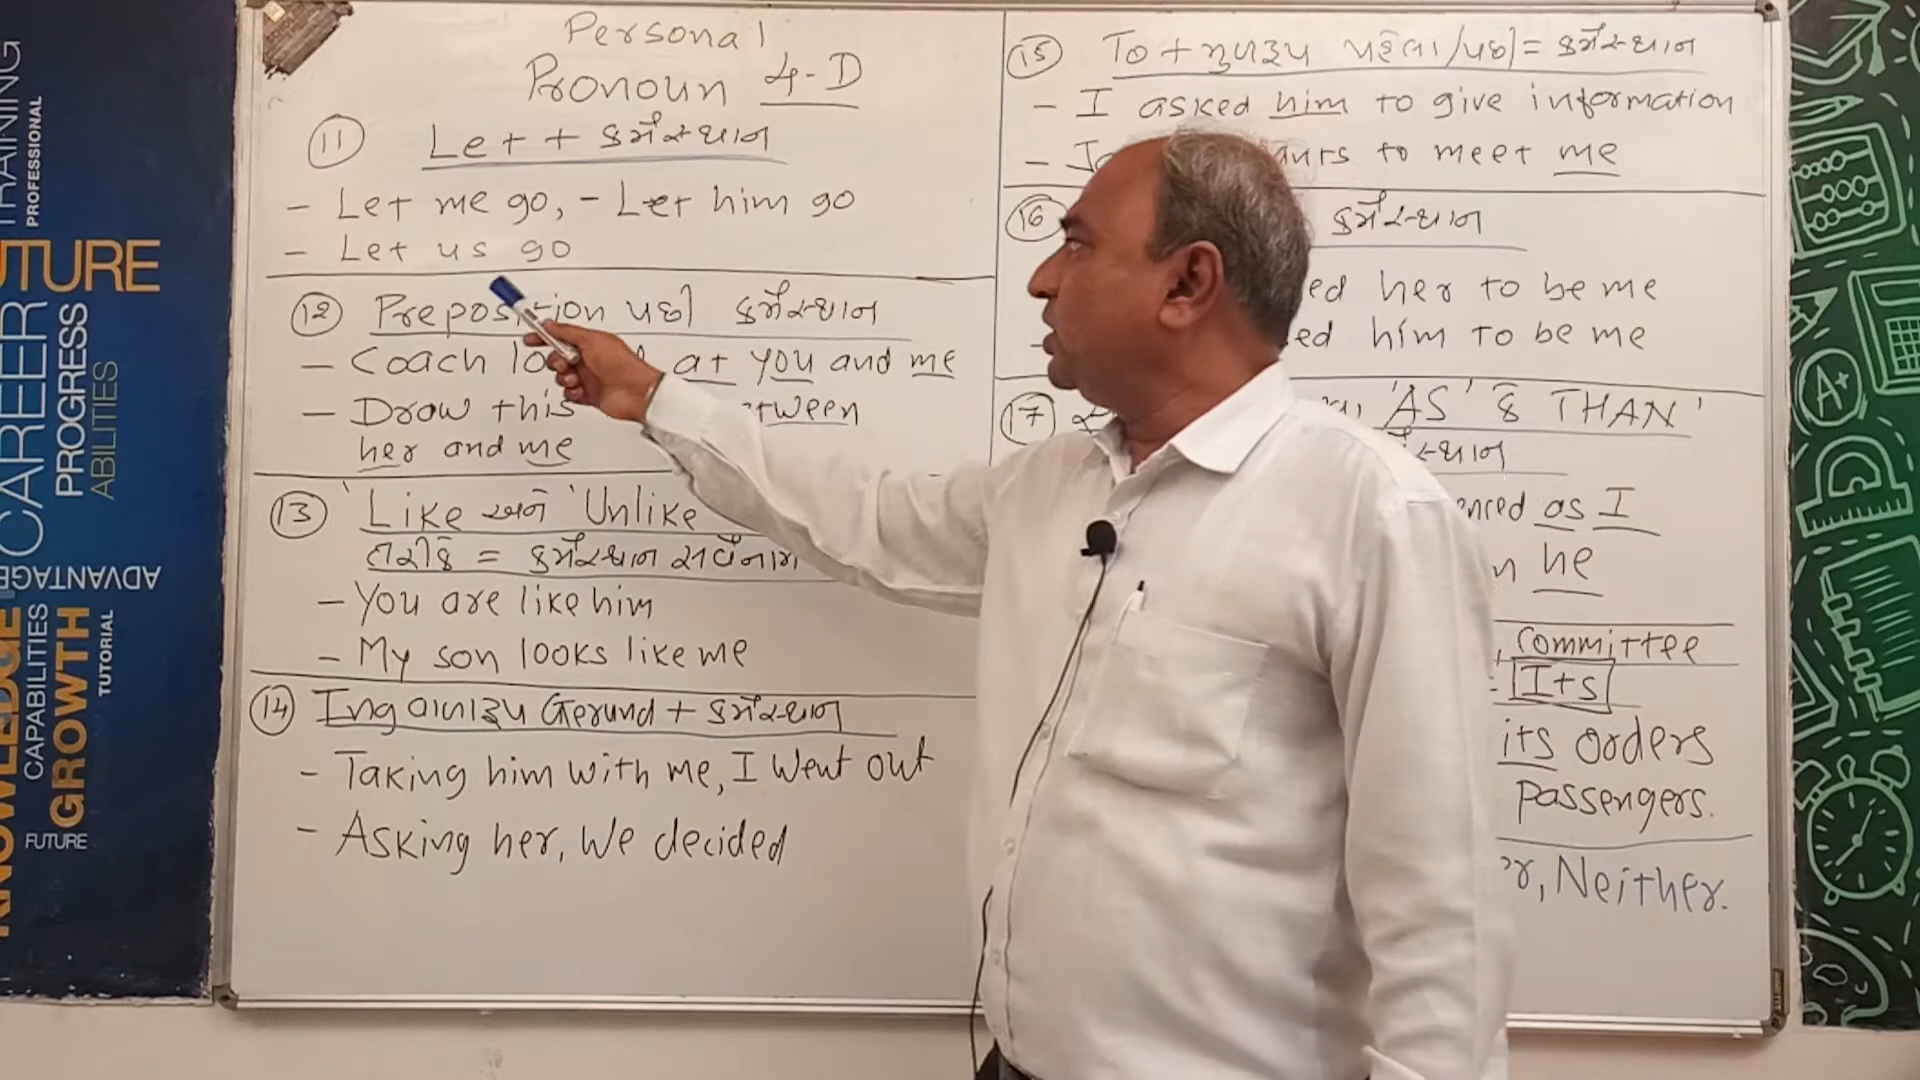 Personal
Pronoun 4-D
11 Let + કર્મસ્થાન
- Let me go, - Let him go
- Let us go
12 Preposition પછી કર્મસ્થાન
- Coach lo at you and me
- Drow this tween
her and me
13 'Like અને 'Unlike
તરીકે = કર્મસ્થાન સર્વનામ
- You are like him
- My son looks like me
14 Ing વાળારૂપ Gerund + કર્મસ્થાન
- Taking him with me, I went out
- Asking her, we decided
15 To + મુળરૂપ પહેલા/પછી = કર્મસ્થાન
- I asked him to give information
- to meet me
16 કર્મસ્થાન
ed her to be me
- ed him to be me
17 'AS' કે THAN'
as I
he
, committee
Its
its orders
passengers.
, Neither.
TRAINING
PROFESSIONAL
FUTURE
CAREER
PROGRESS
ABILITIES
ADVANTAGE
KNOWLEDGE
CAPABILITIES
GROWTH
TUTORIAL
FUTURE
A+